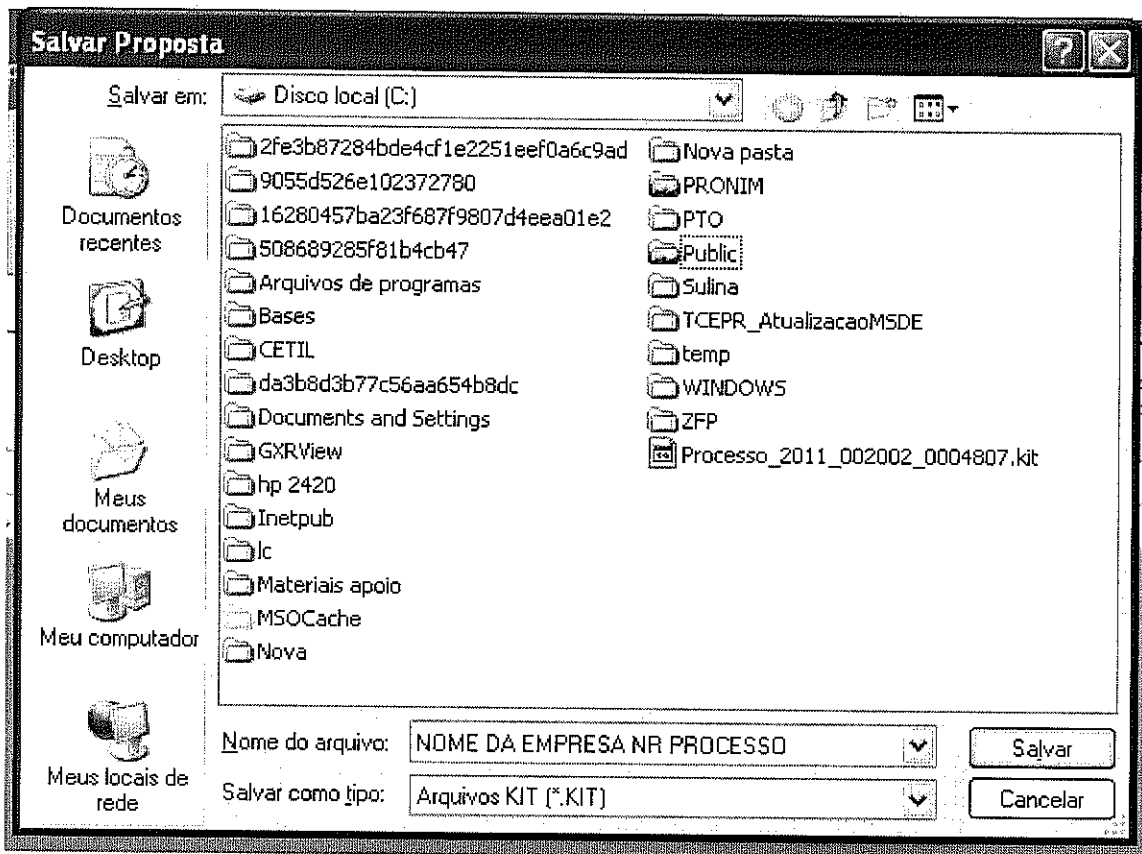 Salvar Proposta
Salvar em:
Disco local (C:)
Documentos
recentes
Desktop
Meus
documentos
Meu computador
Meus locais de
rede
2fe3b87284bde4cf1e2251eef0a6c9ad
9055d526e102372780
16280457ba23f687f9807d4eea01e2
508689285f81b4cb47
Arquivos de programas
Bases
CETIL
da3b8d3b77c56aa654b8dc
Documents and Settings
GXRView
hp 2420
Inetpub
lc
Materiais apoio
MSOCache
Nova
Nova pasta
PRONIM
PTO
Public
Sulina
TCEPR_AtualizacaoMSDE
temp
WINDOWS
ZFP
Processo_2011_002002_0004807.kit
Nome do arquivo:
NOME DA EMPRESA NR PROCESSO
Salvar
Salvar como tipo:
Arquivos KIT (*.KIT)
Cancelar